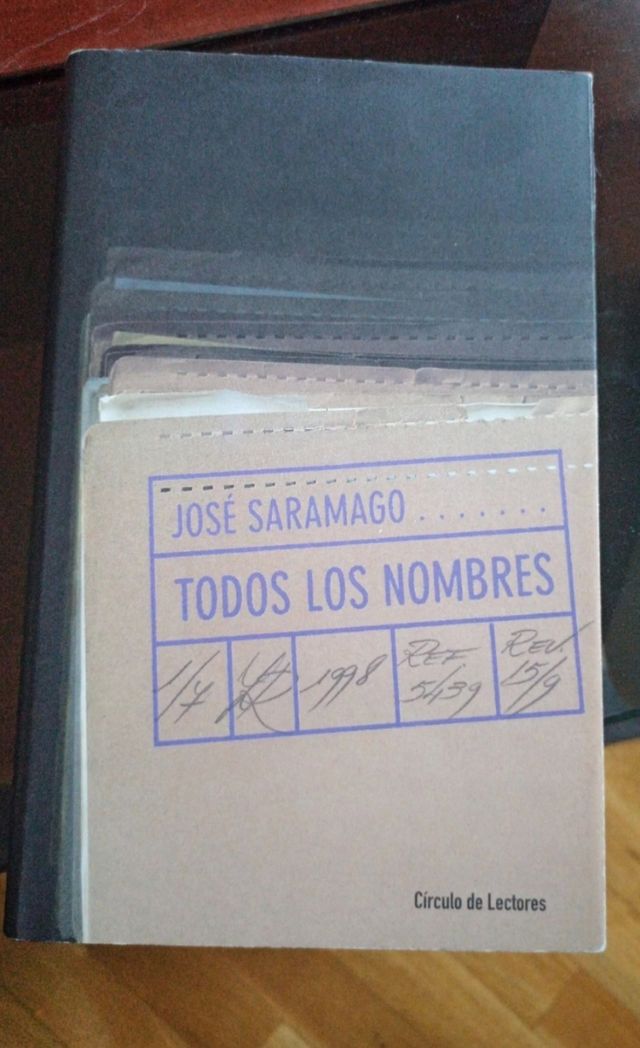 JOSÉ SARAMAGO . . . . . . .
TODOS LOS NOMBRES
1/7 1998 REF. 5439 REV. 15/9
Círculo de Lectores